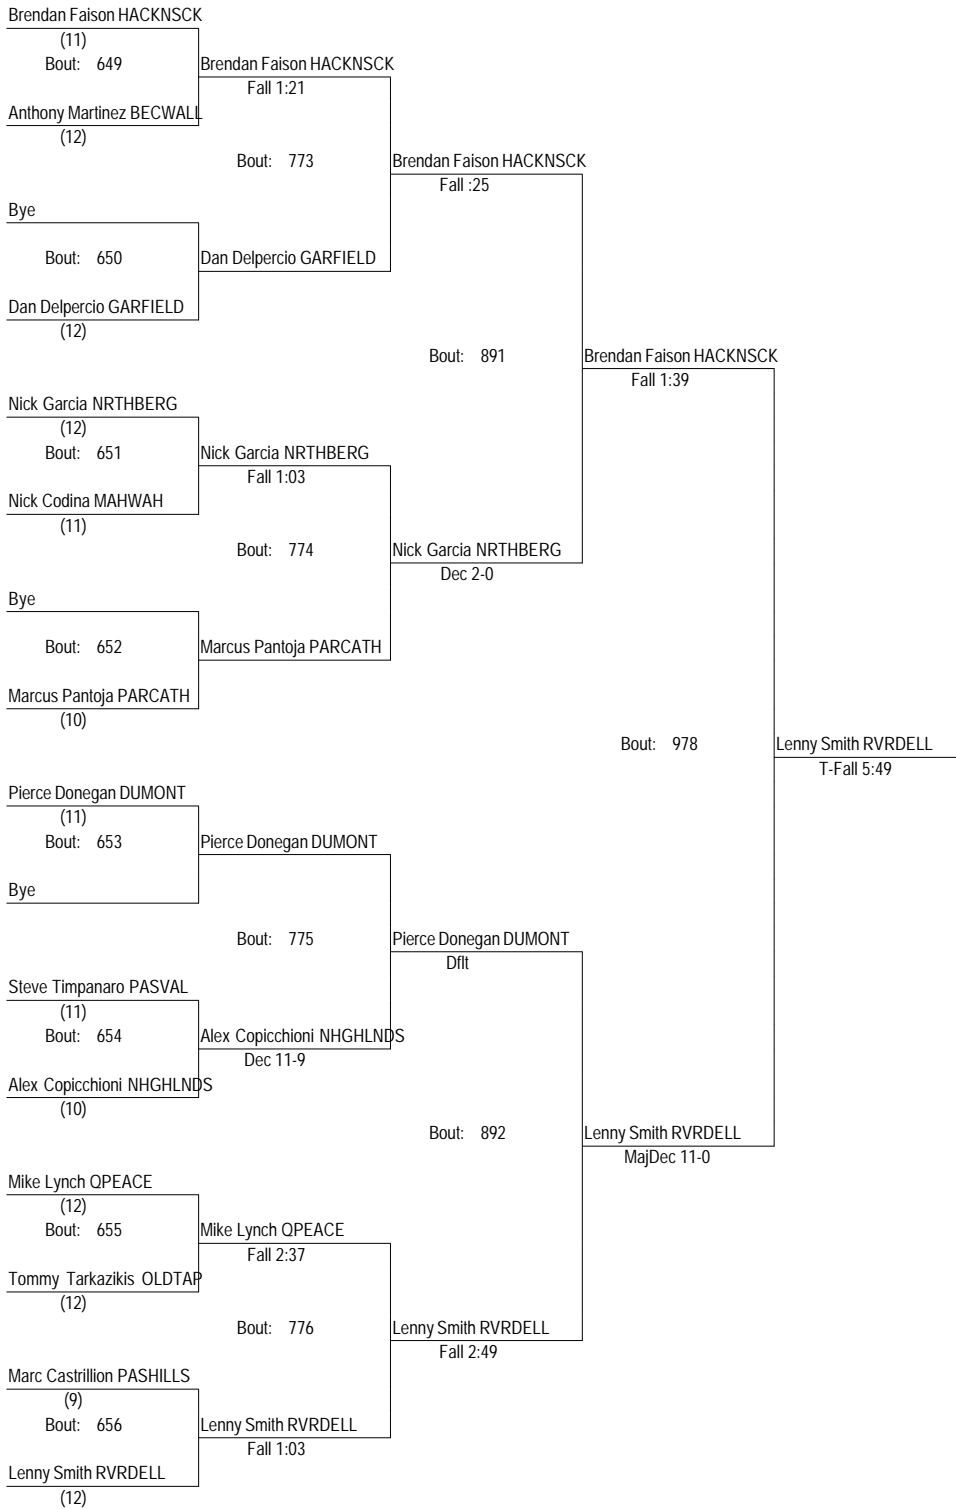 Brendan Faison HACKNSCK
(11)
Bout: 649
Brendan Faison HACKNSCK
Fall 1:21
Anthony Martinez BECWALL
(12)
Bout: 773
Brendan Faison HACKNSCK
Fall :25
Bye
Bout: 650
Dan Delpercio GARFIELD
Dan Delpercio GARFIELD
(12)
Bout: 891
Brendan Faison HACKNSCK
Fall 1:39
Nick Garcia NRTHBERG
(12)
Bout: 651
Nick Garcia NRTHBERG
Fall 1:03
Nick Codina MAHWAH
(11)
Bout: 774
Nick Garcia NRTHBERG
Dec 2-0
Bye
Bout: 652
Marcus Pantoja PARCATH
Marcus Pantoja PARCATH
(10)
Bout: 978
Lenny Smith RVRDELL
T-Fall 5:49
Pierce Donegan DUMONT
(11)
Bout: 653
Pierce Donegan DUMONT
Bye
Bout: 775
Pierce Donegan DUMONT
Dflt
Steve Timpanaro PASVAL
(11)
Bout: 654
Alex Copicchioni NHGHLNDS
Dec 11-9
Alex Copicchioni NHGHLNDS
(10)
Bout: 892
Lenny Smith RVRDELL
MajDec 11-0
Mike Lynch QPEACE
(12)
Bout: 655
Mike Lynch QPEACE
Fall 2:37
Tommy Tarkazikis OLDTAP
(12)
Bout: 776
Lenny Smith RVRDELL
Fall 2:49
Marc Castrillion PASHILLS
(9)
Bout: 656
Lenny Smith RVRDELL
Fall 1:03
Lenny Smith RVRDELL
(12)